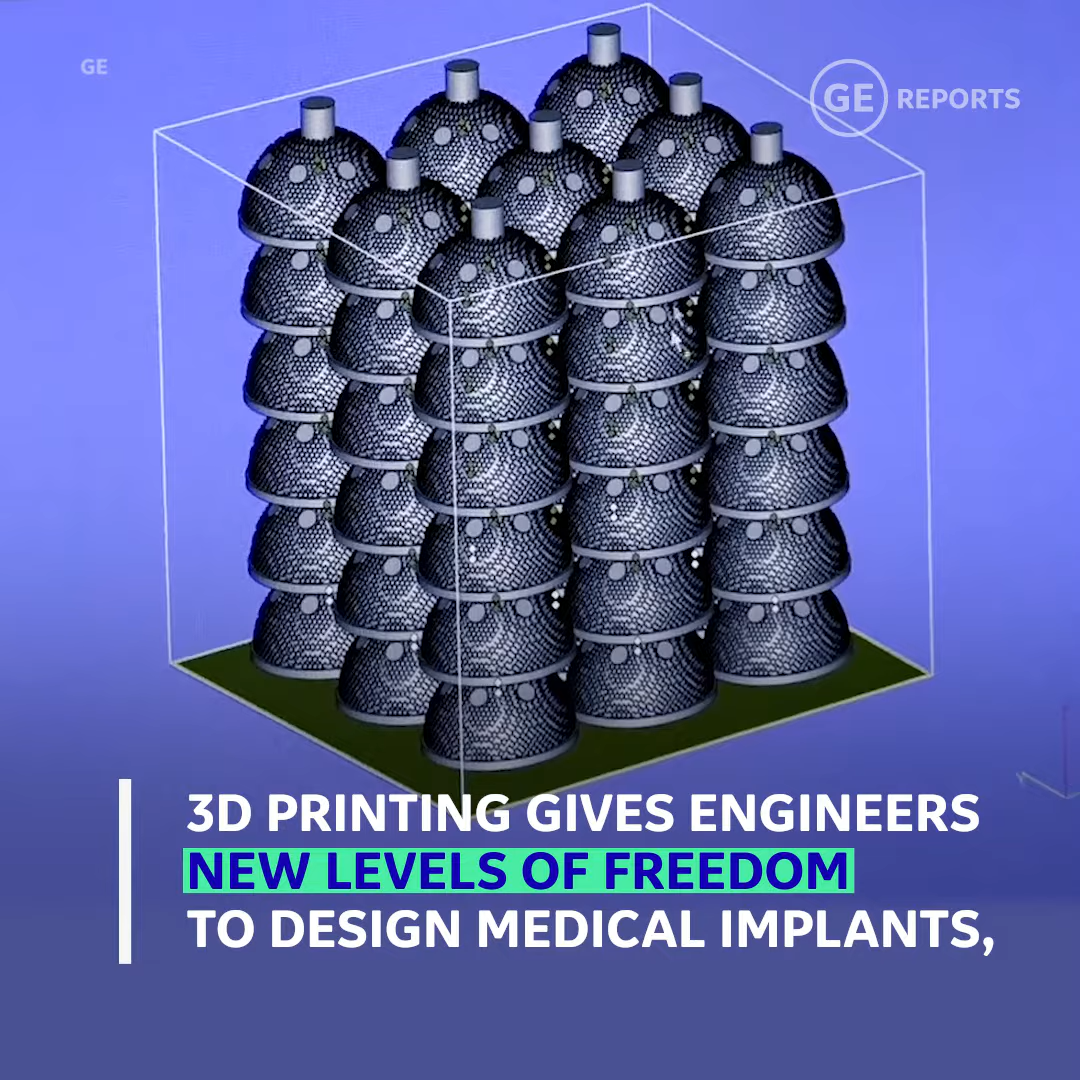 GE
GE REPORTS
3D PRINTING GIVES ENGINEERS
NEW LEVELS OF FREEDOM
TO DESIGN MEDICAL IMPLANTS,